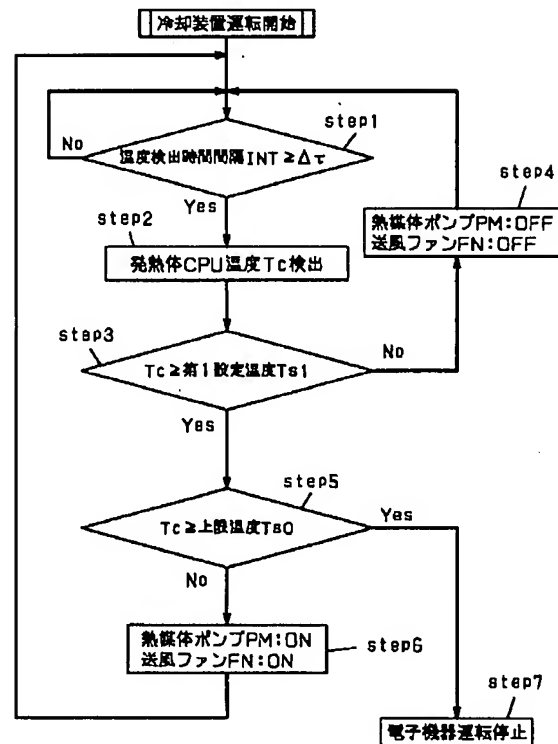 冷却装置運転開始
step1
No
温度検出時間間隔INT≧Δτ
step4
Yes
step2
熱媒体ポンプPM:OFF
送風ファンFN:OFF
発熱体CPU温度Tc検出
step3
No
Tc≧第1設定温度Ts1
Yes
step5
Tc≧上限温度Ts0
Yes
No
熱媒体ポンプPM:ON
送風ファンFN:ON
step6
step7
電子機器運転停止